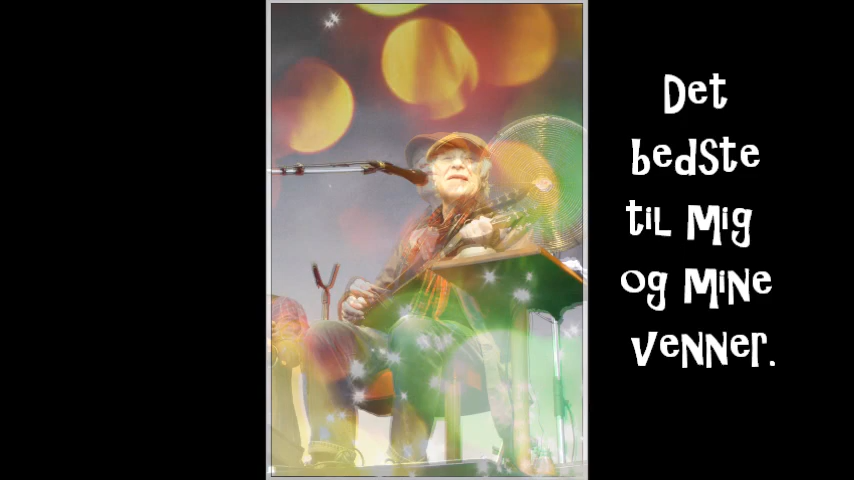 Det
bedste
til Mig
og Mine
venner.